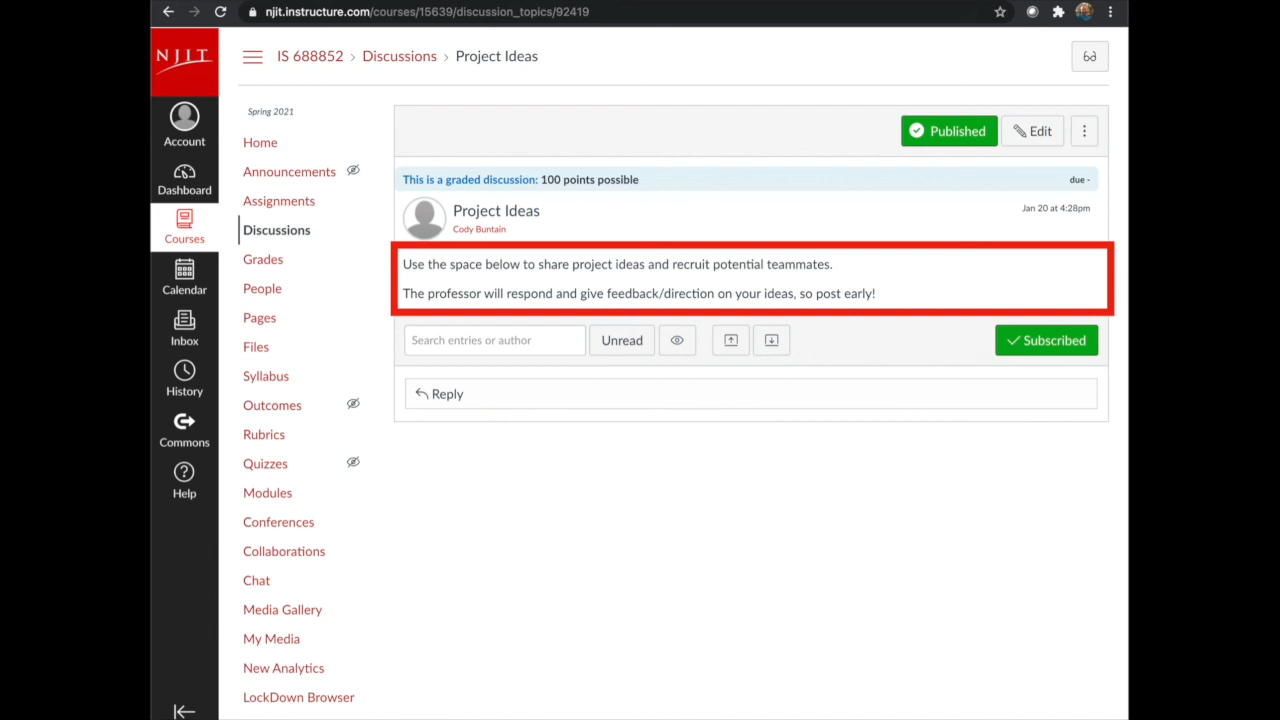 njit.instructure.com/courses/15639/discussion_topics/92419
NJIT
IS 688852 › Discussions › Project Ideas
Account
Dashboard
Courses
Calendar
Inbox
History
Commons
Help
Spring 2021
Home
Announcements
Assignments
Discussions
Grades
People
Pages
Files
Syllabus
Outcomes
Rubrics
Quizzes
Modules
Conferences
Collaborations
Chat
Media Gallery
My Media
New Analytics
LockDown Browser
Published Edit
This is a graded discussion: 100 points possible due -
Project Ideas Jan 20 at 4:28pm
Cody Buntain
Use the space below to share project ideas and recruit potential teammates.
The professor will respond and give feedback/direction on your ideas, so post early!
Search entries or author Unread Subscribed
Reply